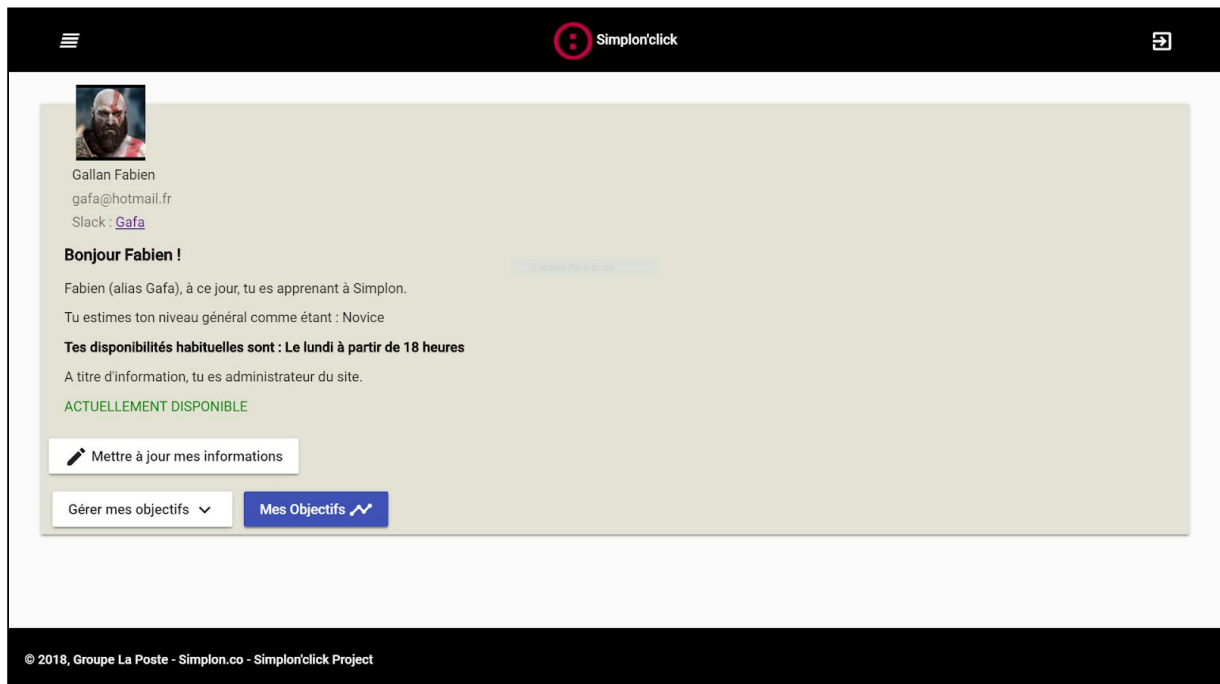 Simplon'click
Gallan Fabien
gafa@hotmail.fr
Slack : Gafa
Bonjour Fabien !
Fabien (alias Gafa), à ce jour, tu es apprenant à Simplon.
Tu estimes ton niveau général comme étant : Novice
Tes disponibilités habituelles sont : Le lundi à partir de 18 heures
A titre d'information, tu es administrateur du site.
ACTUELLEMENT DISPONIBLE
Mettre à jour mes informations
Gérer mes objectifs
Mes Objectifs
© 2018, Groupe La Poste - Simplon.co - Simplon'click Project